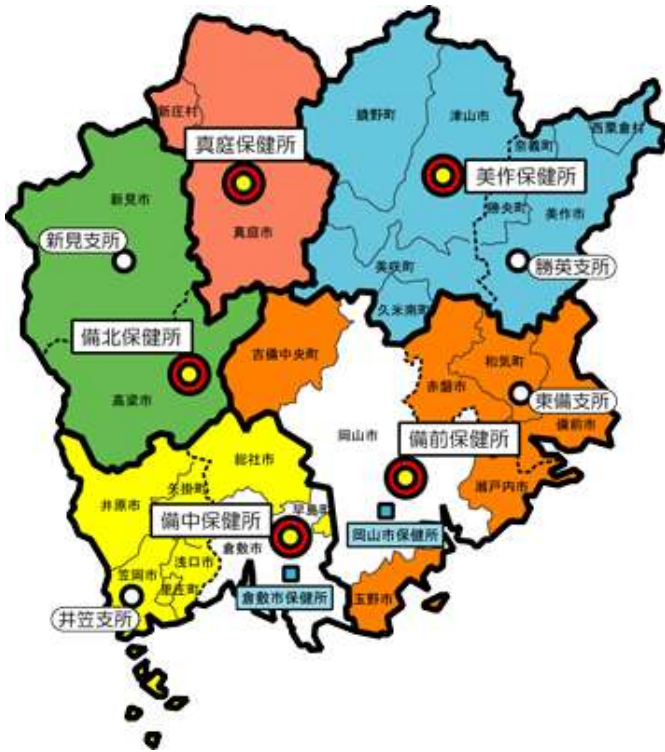 新庄村
真庭保健所
真庭市
鏡野町
津山市
奈義町
西粟倉村
美作保健所
勝央町
美作市
美咲町
久米南町
勝英支所
新見市
新見支所
備北保健所
高梁市
吉備中央町
岡山市
赤磐市
和気町
東備支所
備前市
備前保健所
瀬戸内市
岡山市保健所
玉野市
総社市
矢掛町
井原市
備中保健所
早島町
倉敷市
浅口市
笠岡市
里庄町
井笠支所
倉敷市保健所